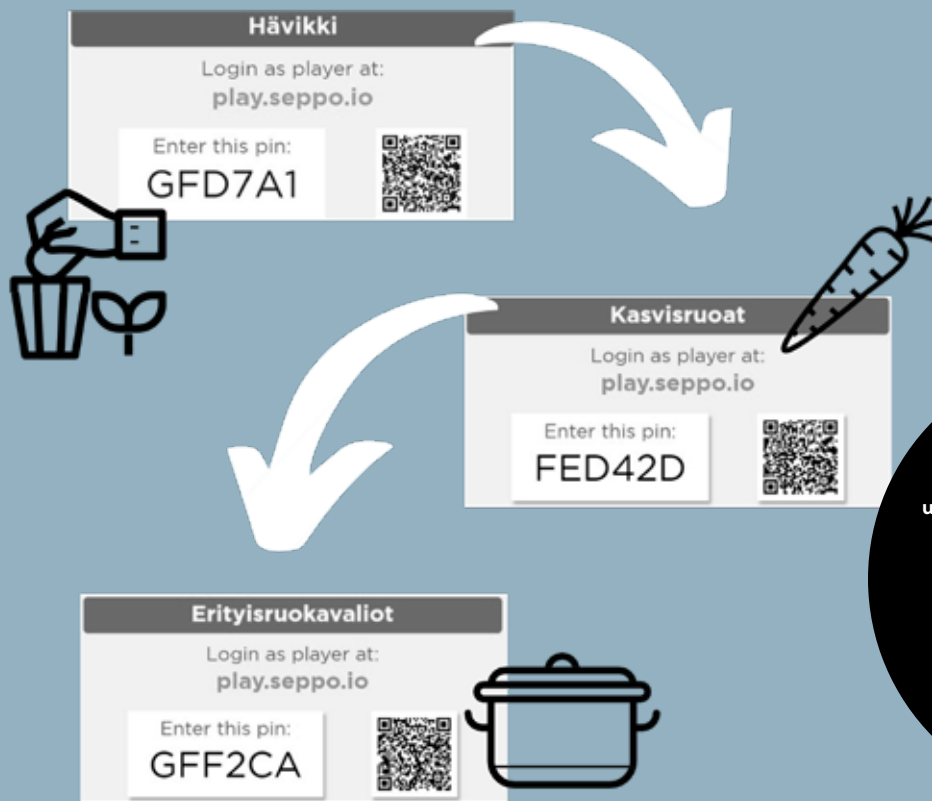 Hävikki
Login as player at:
play.seppo.io
Enter this pin:
GFD7A1
Kasvisruoat
Login as player at:
play.seppo.io
Enter this pin:
FED42D
Erityisruokavaliot
Login as player at:
play.seppo.io
Enter this pin:
GFF2CA